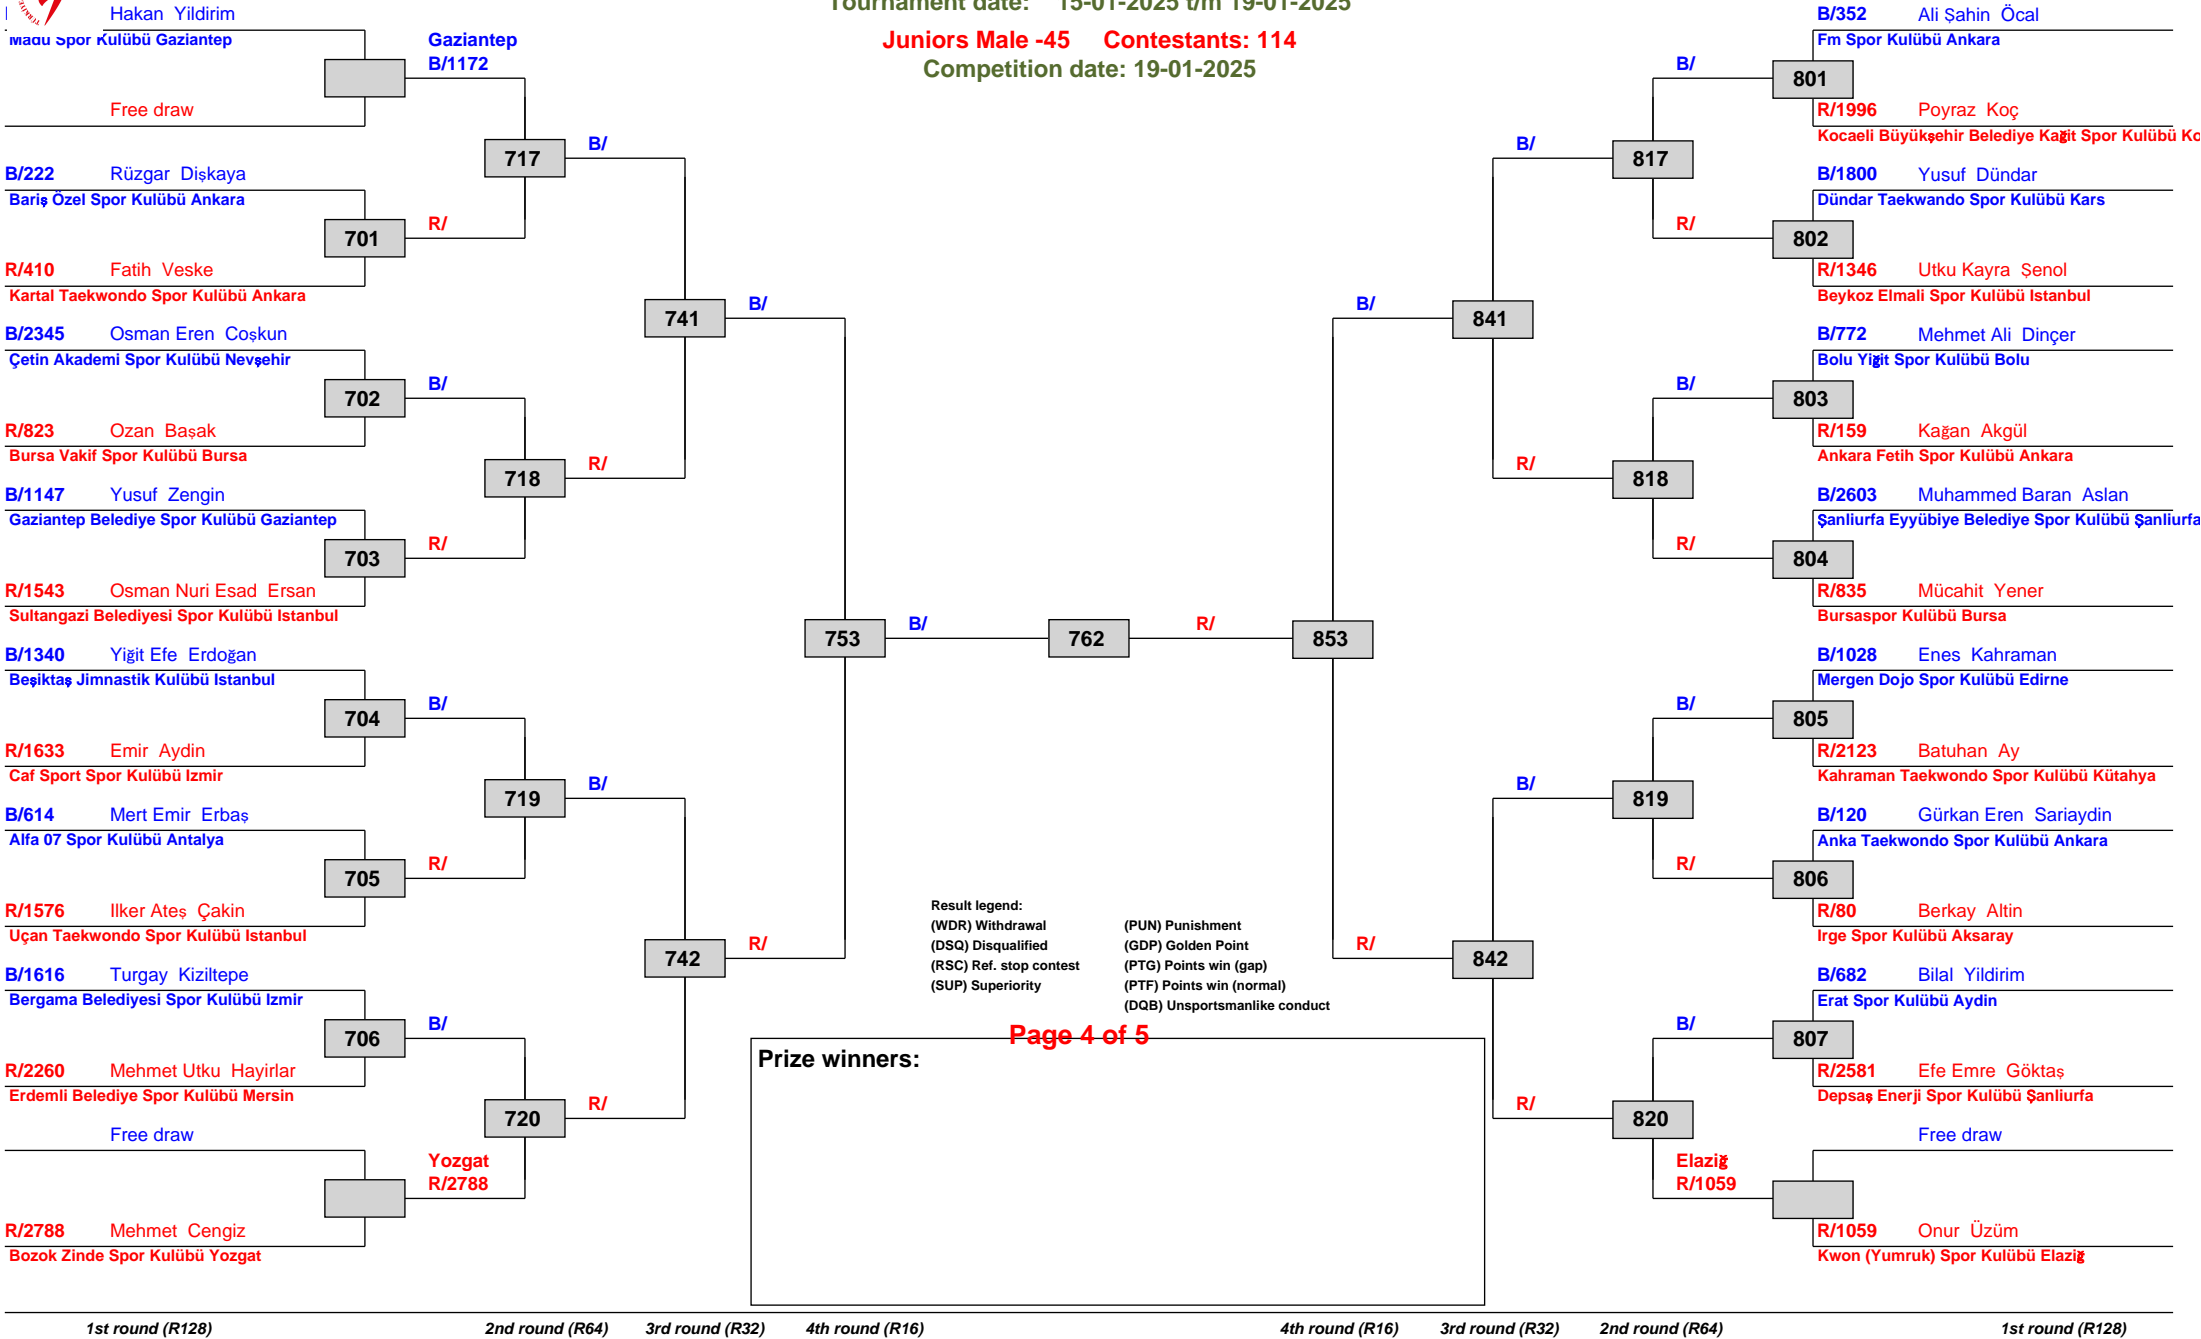 Tournament date: 15-01-2025 t/m 19-01-2025
Juniors Male -45 Contestants: 114
Competition date: 19-01-2025
Hakan Yildirim
Madu Spor Kulübü Gaziantep
Free draw
Gaziantep
B/1172
B/222 Rüzgar Dişkaya
Bariş Özel Spor Kulübü Ankara
701
R/
R/410 Fatih Veske
Kartal Taekwondo Spor Kulübü Ankara
717
B/
B/2345 Osman Eren Coşkun
Çetin Akademi Spor Kulübü Nevşehir
702
B/
R/823 Ozan Başak
Bursa Vakif Spor Kulübü Bursa
718
R/
B/1147 Yusuf Zengin
Gaziantep Belediye Spor Kulübü Gaziantep
703
R/
R/1543 Osman Nuri Esad Ersan
Sultangazi Belediyesi Spor Kulübü Istanbul
741
B/
B/1340 Yiğit Efe Erdoğan
Beşiktaş Jimnastik Kulübü Istanbul
704
B/
R/1633 Emir Aydin
Caf Sport Spor Kulübü Izmir
719
B/
B/614 Mert Emir Erbaş
Alfa 07 Spor Kulübü Antalya
705
R/
R/1576 Ilker Ateş Çakin
Uçan Taekwondo Spor Kulübü Istanbul
742
R/
B/1616 Turgay Kiziltepe
Bergama Belediyesi Spor Kulübü Izmir
706
B/
R/2260 Mehmet Utku Hayirlar
Erdemli Belediye Spor Kulübü Mersin
720
R/
Free draw
Yozgat
R/2788
R/2788 Mehmet Cengiz
Bozok Zinde Spor Kulübü Yozgat
753
B/
762
R/
853
B/352 Ali Şahin Öcal
Fm Spor Kulübü Ankara
B/
801
R/1996 Poyraz Koç
Kocaeli Büyükşehir Belediye Kağit Spor Kulübü Ko
B/
817
B/1800 Yusuf Dündar
Dündar Taekwando Spor Kulübü Kars
R/
802
R/1346 Utku Kayra Şenol
Beykoz Elmali Spor Kulübü Istanbul
B/
841
B/772 Mehmet Ali Dinçer
Bolu Yiğit Spor Kulübü Bolu
B/
803
R/159 Kağan Akgül
Ankara Fetih Spor Kulübü Ankara
R/
818
B/2603 Muhammed Baran Aslan
Şanliurfa Eyyübiye Belediye Spor Kulübü Şanliurfa
R/
804
R/835 Mücahit Yener
Bursaspor Kulübü Bursa
B/1028 Enes Kahraman
Mergen Dojo Spor Kulübü Edirne
B/
805
R/2123 Batuhan Ay
Kahraman Taekwondo Spor Kulübü Kütahya
B/
819
B/120 Gürkan Eren Sariaydin
Anka Taekwondo Spor Kulübü Ankara
R/
806
R/80 Berkay Altin
Irge Spor Kulübü Aksaray
R/
842
B/682 Bilal Yildirim
Erat Spor Kulübü Aydin
B/
807
R/2581 Efe Emre Göktaş
Depsaş Enerji Spor Kulübü Şanliurfa
R/
820
Free draw
Elaziğ
R/1059
R/1059 Onur Üzüm
Kwon (Yumruk) Spor Kulübü Elaziğ
Result legend:
(WDR) Withdrawal (PUN) Punishment
(DSQ) Disqualified (GDP) Golden Point
(RSC) Ref. stop contest (PTG) Points win (gap)
(SUP) Superiority (PTF) Points win (normal)
(DQB) Unsportsmanlike conduct
Page 4 of 5
Prize winners:
1st round (R128) 2nd round (R64) 3rd round (R32) 4th round (R16) 4th round (R16) 3rd round (R32) 2nd round (R64) 1st round (R128)